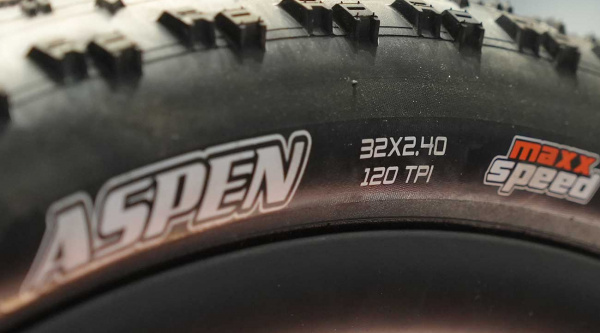 ASPEN
32X2.40
120 TPI
maxx
speed